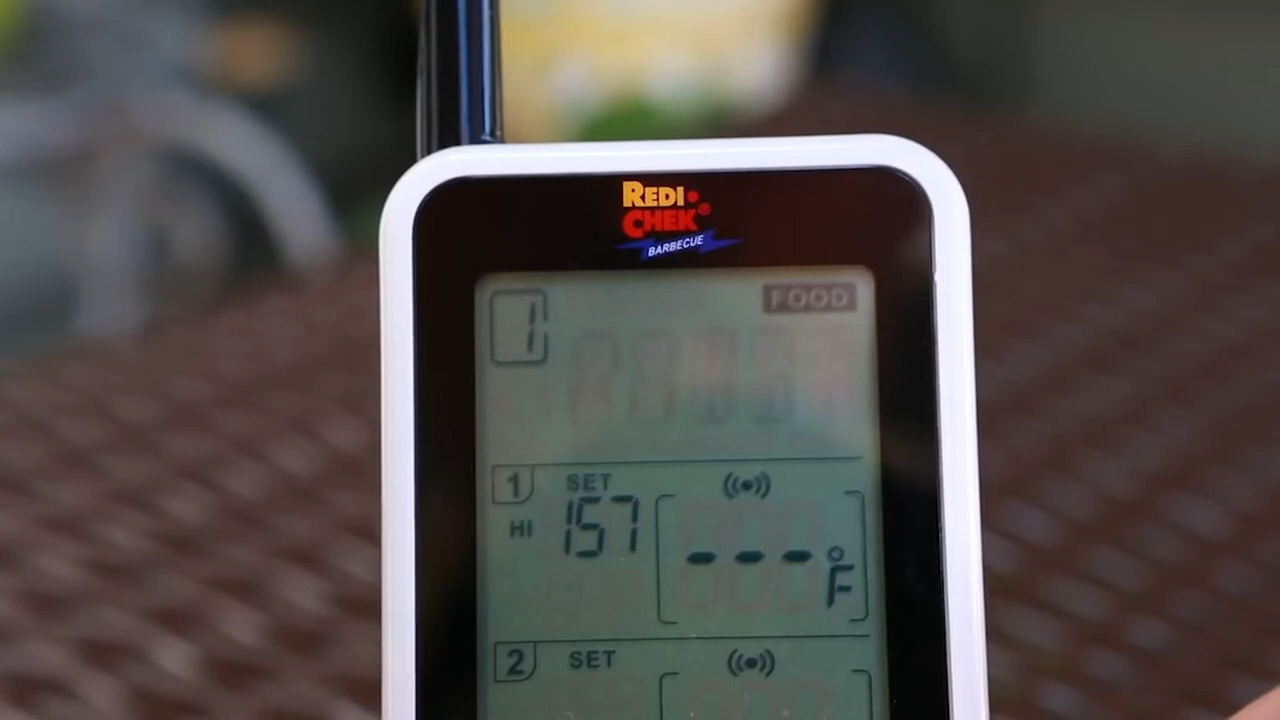 REDI
CHEK®
BARBECUE
1 FOOD
1 SET
HI 157 --- °F
2 SET